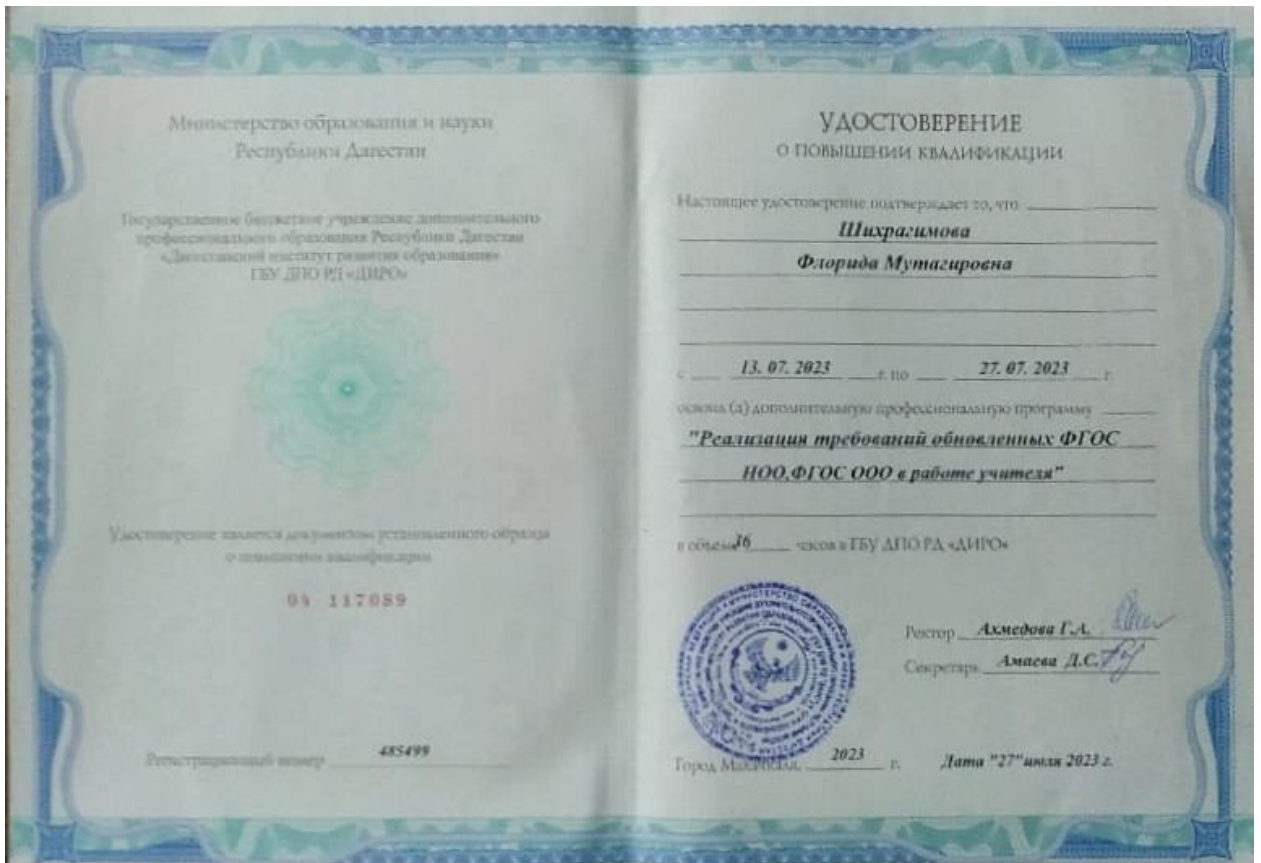 Министерство образования и науки
Республики Дагестан
Государственное бюджетное учреждение дополнительного
профессионального образования Республики Дагестан
«Дагестанский институт развития образования»
ГБУ ДПО РД «ДИРО»
Удостоверение является документом установленного образца
о повышении квалификации
04 117089
Регистрационный номер 485499
УДОСТОВЕРЕНИЕ
О ПОВЫШЕНИИ КВАЛИФИКАЦИИ
Настоящее удостоверение подтверждает то, что
Шихрагимова
Флорида Мутагировна
с 13. 07. 2023 г. по 27. 07. 2023 г.
освоил (а) дополнительную профессиональную программу
"Реализация требований обновленных ФГОС
НОО,ФГОС ООО в работе учителя"
в объеме 36 часов в ГБУ ДПО РД «ДИРО»
Ректор Ахмедова Г.А.
Секретарь Амаева Д.С.
Город Махачкала, 2023 г. Дата "27"июля 2023 г.